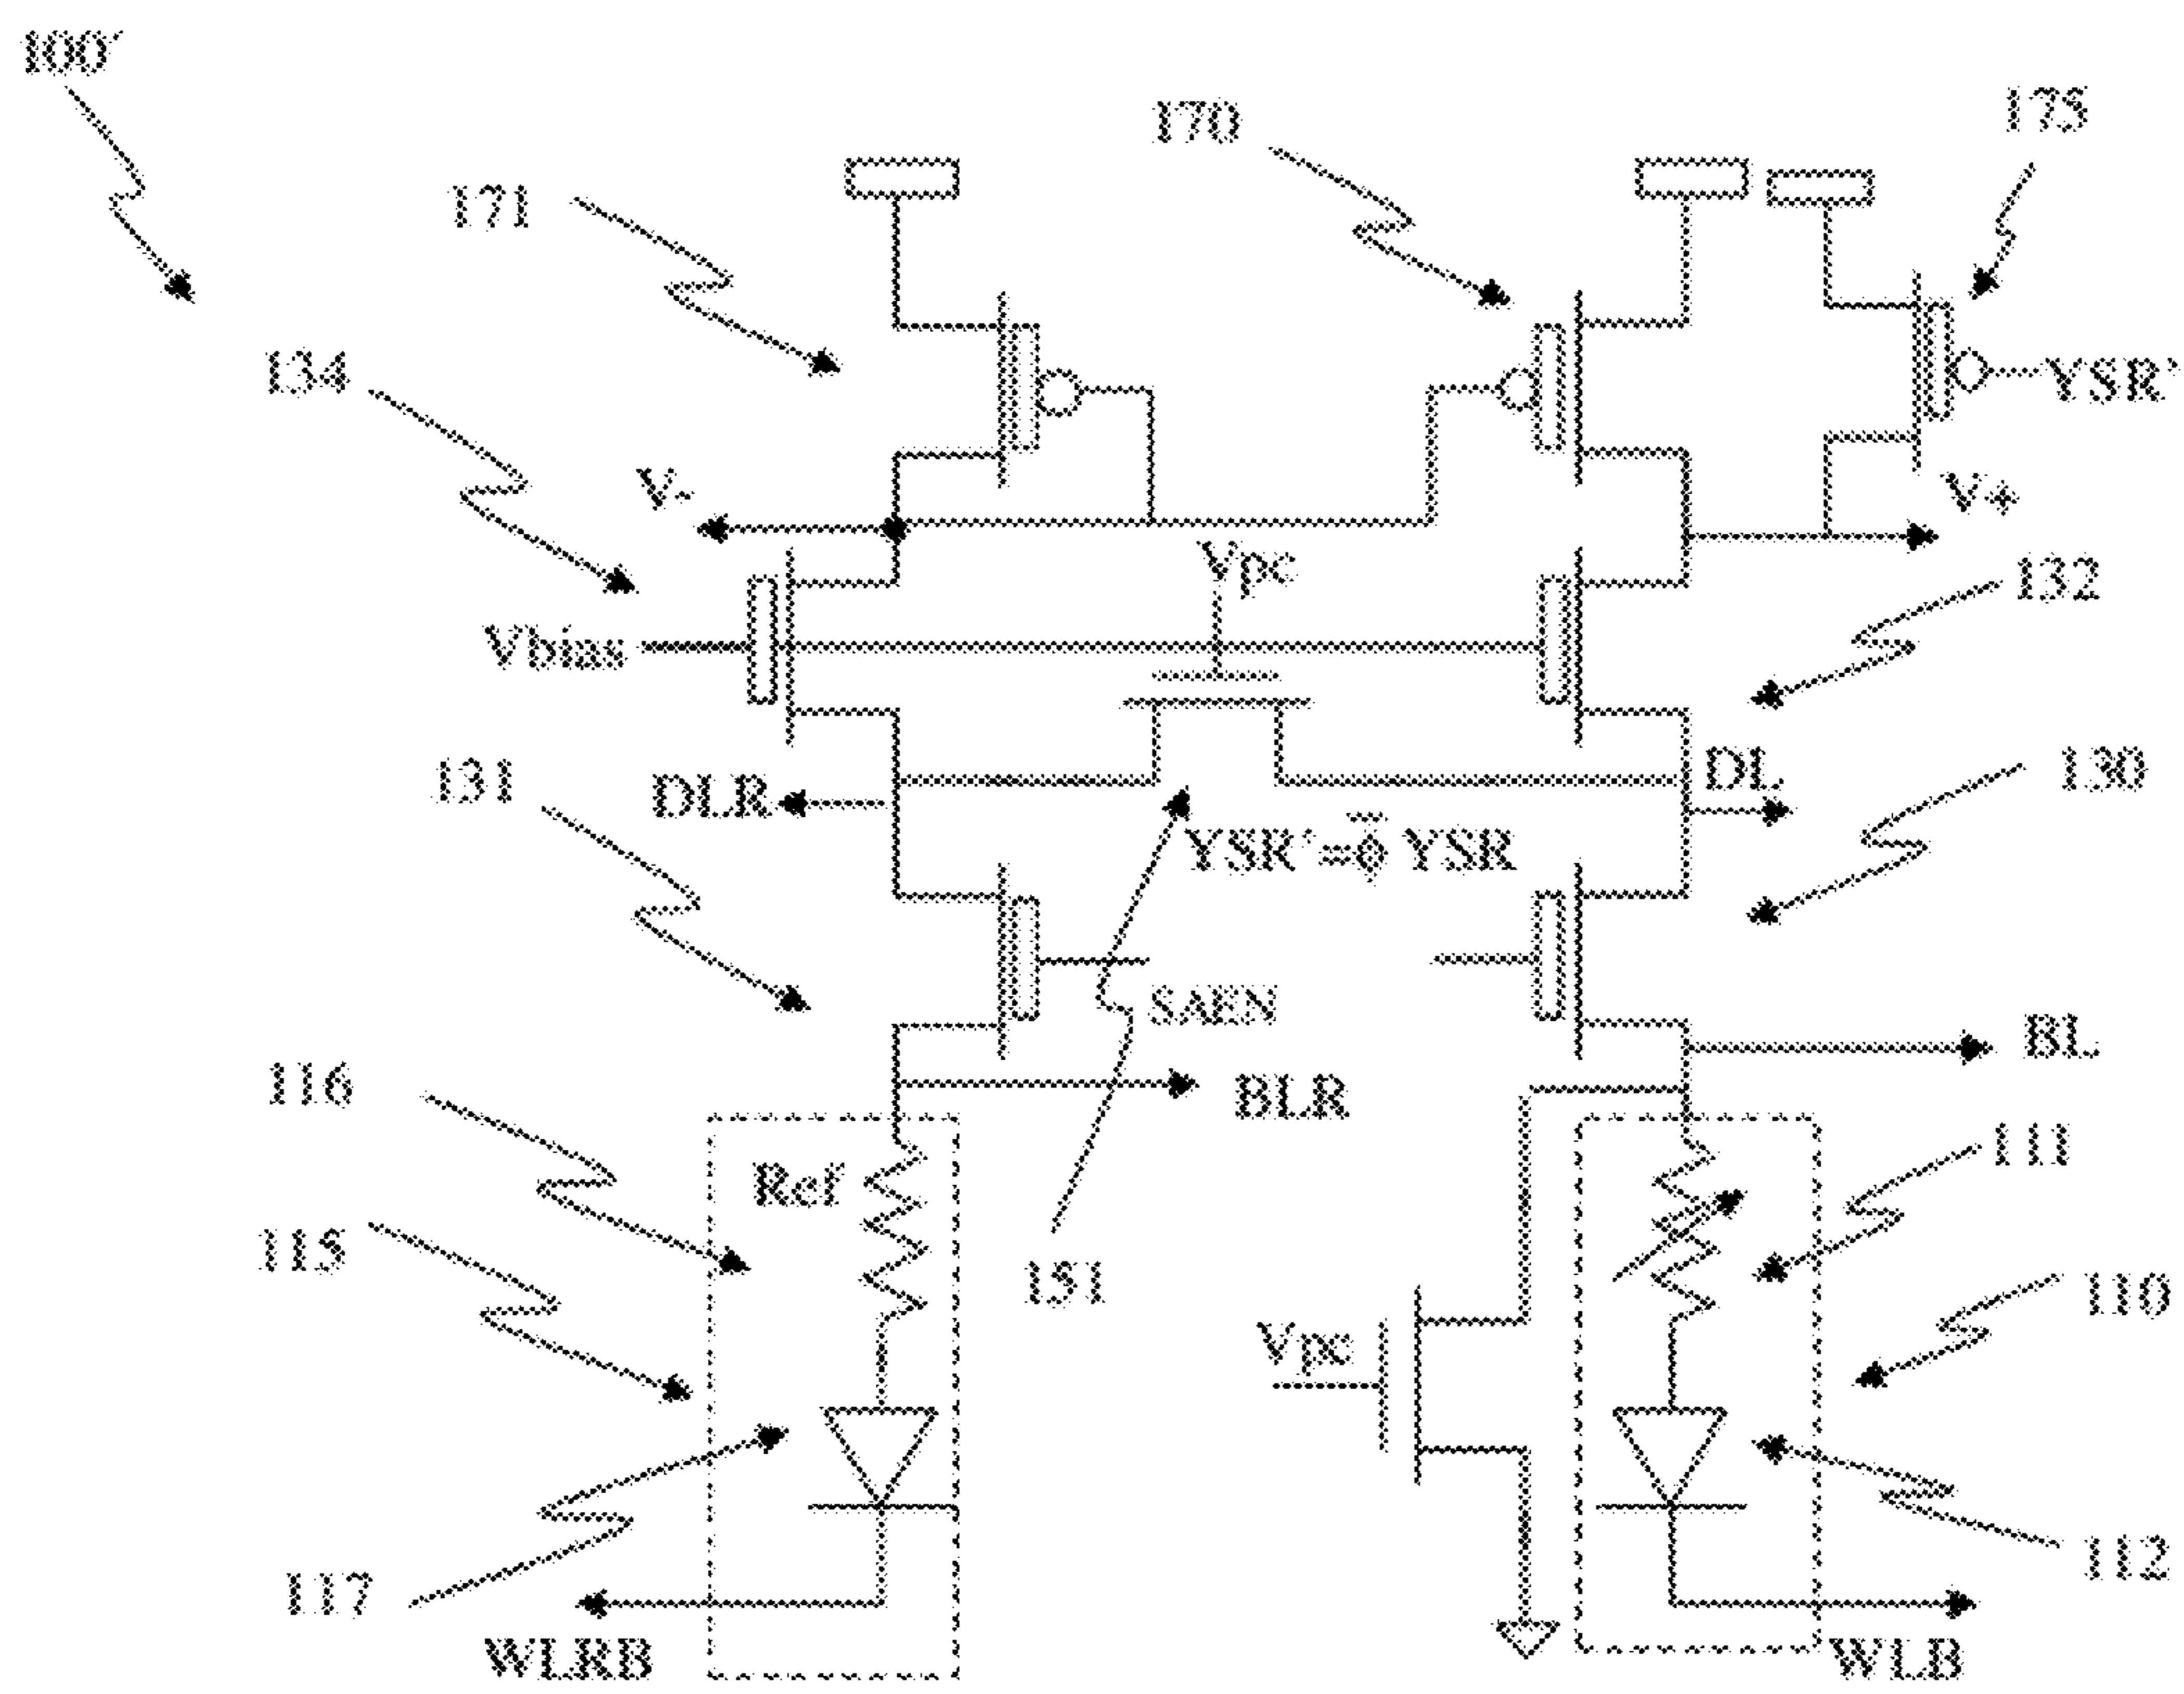 100'
170
175
171
134
YSR'
V-
V+
Vpc
132
Vbias
131
DLR
DL
130
YSR'=φ̅ YSR
SAEN
BL
116
BLR
111
Ref
115
151
110
Vpc
117
112
WLRB
WLB